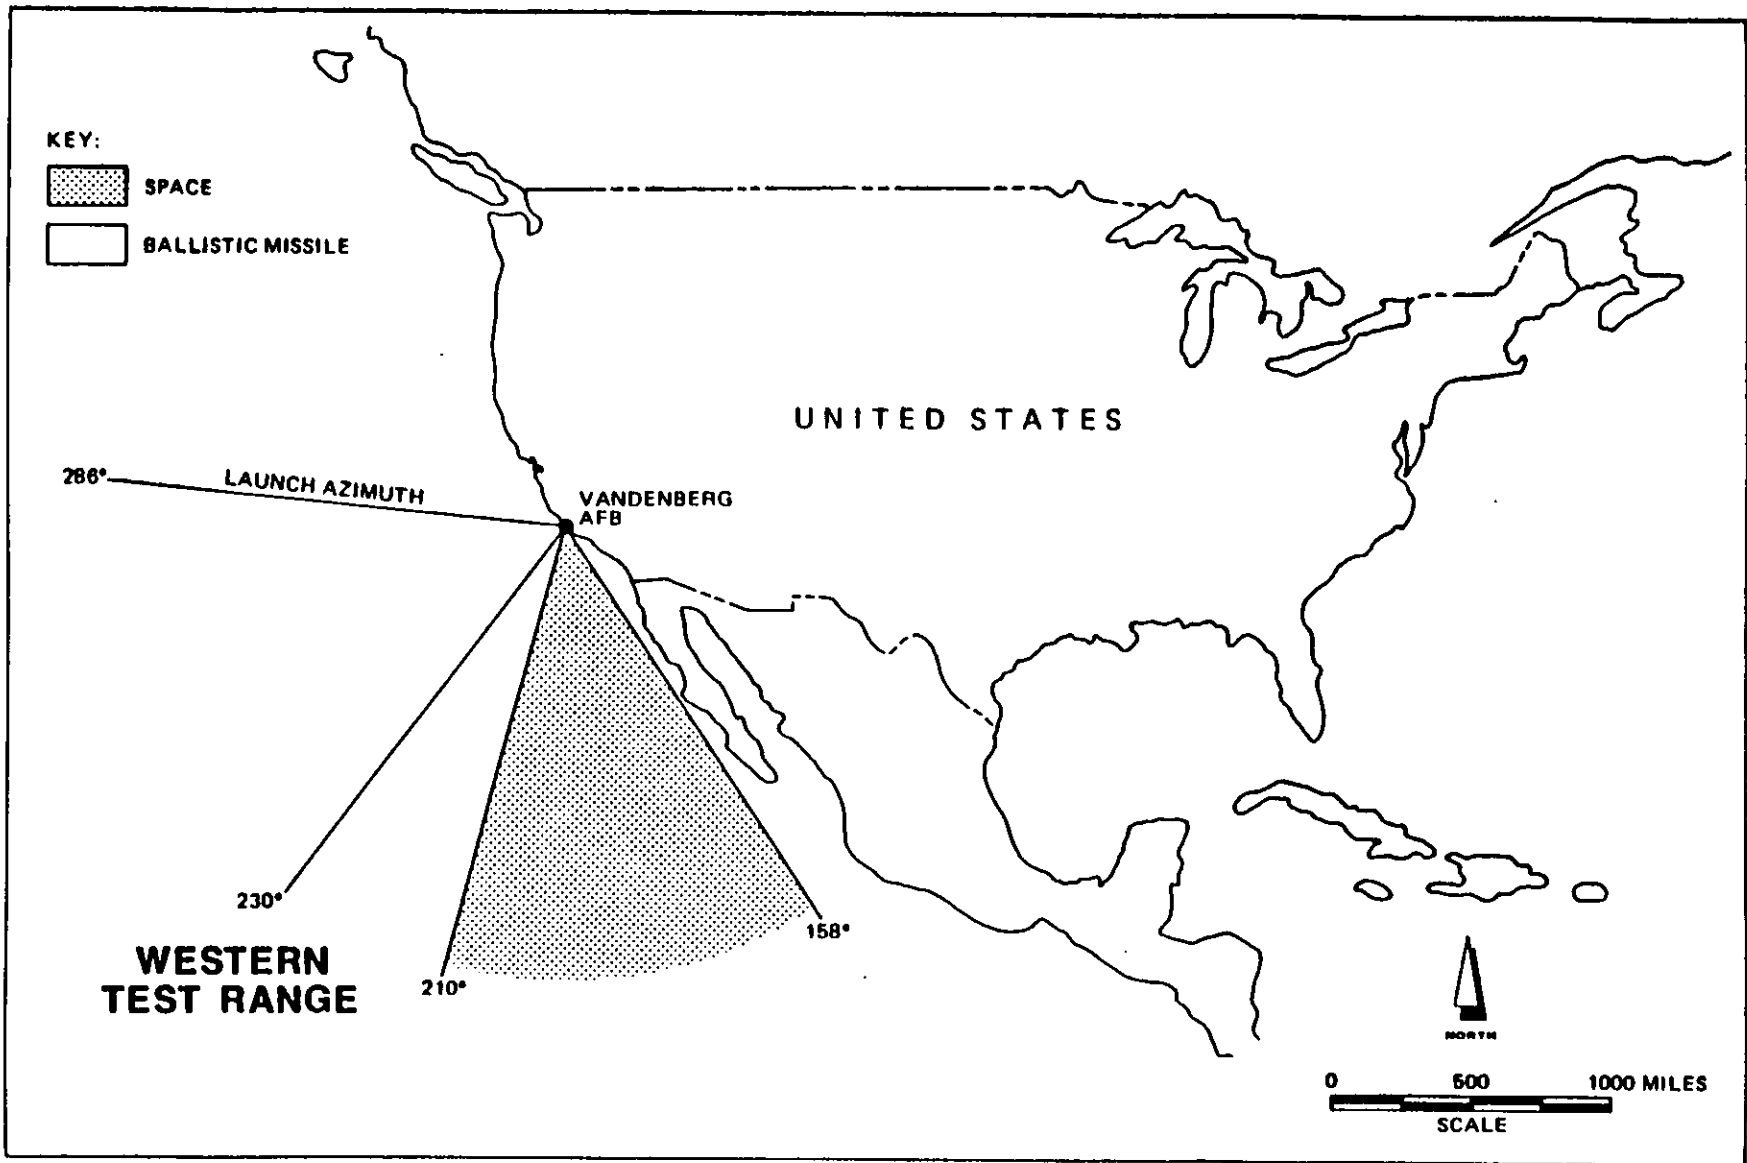 KEY:
SPACE
BALLISTIC MISSILE
UNITED STATES
286°
LAUNCH AZIMUTH
VANDENBERG
AFB
230°
158°
WESTERN
TEST RANGE
210°
NORTH
0 500 1000 MILES
SCALE